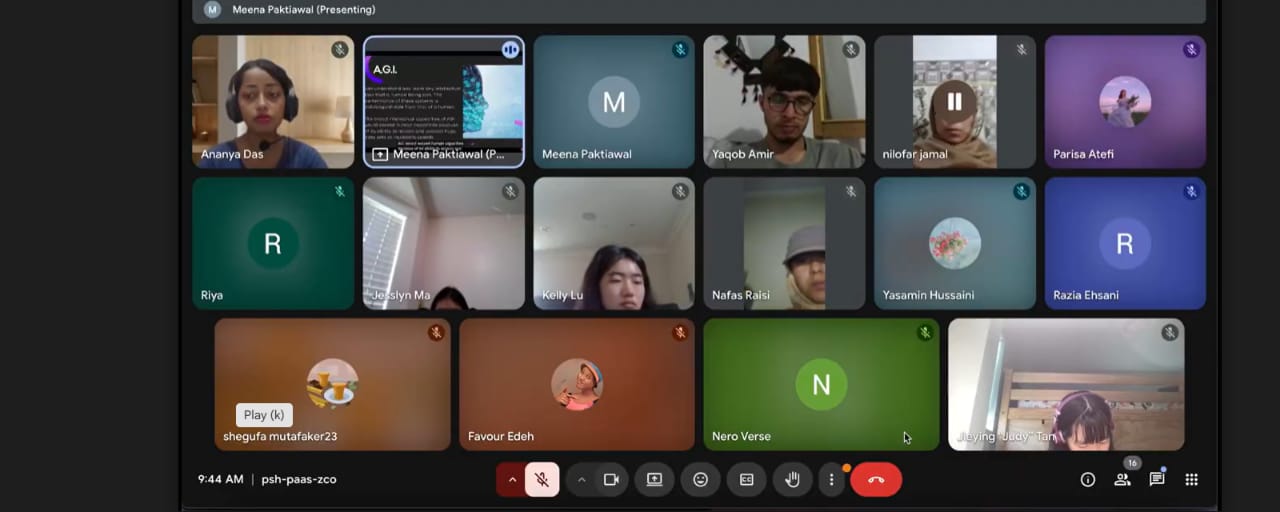 M Meena Paktiawal (Presenting)
Ananya Das
A.G.I.
Meena Paktiawal (P...
M
Meena Paktiawal
Yaqob Amir
nilofar jamal
Parisa Atefi
R
Riya
Jesslyn Ma
Kelly Lu
Nafas Raisi
Yasamin Hussaini
R
Razia Ehsani
Play (k)
shegufa mutafaker23
Favour Edeh
N
Nero Verse
Jieying "Judy" Tan
9:44 AM | psh-paas-zco
CC
16